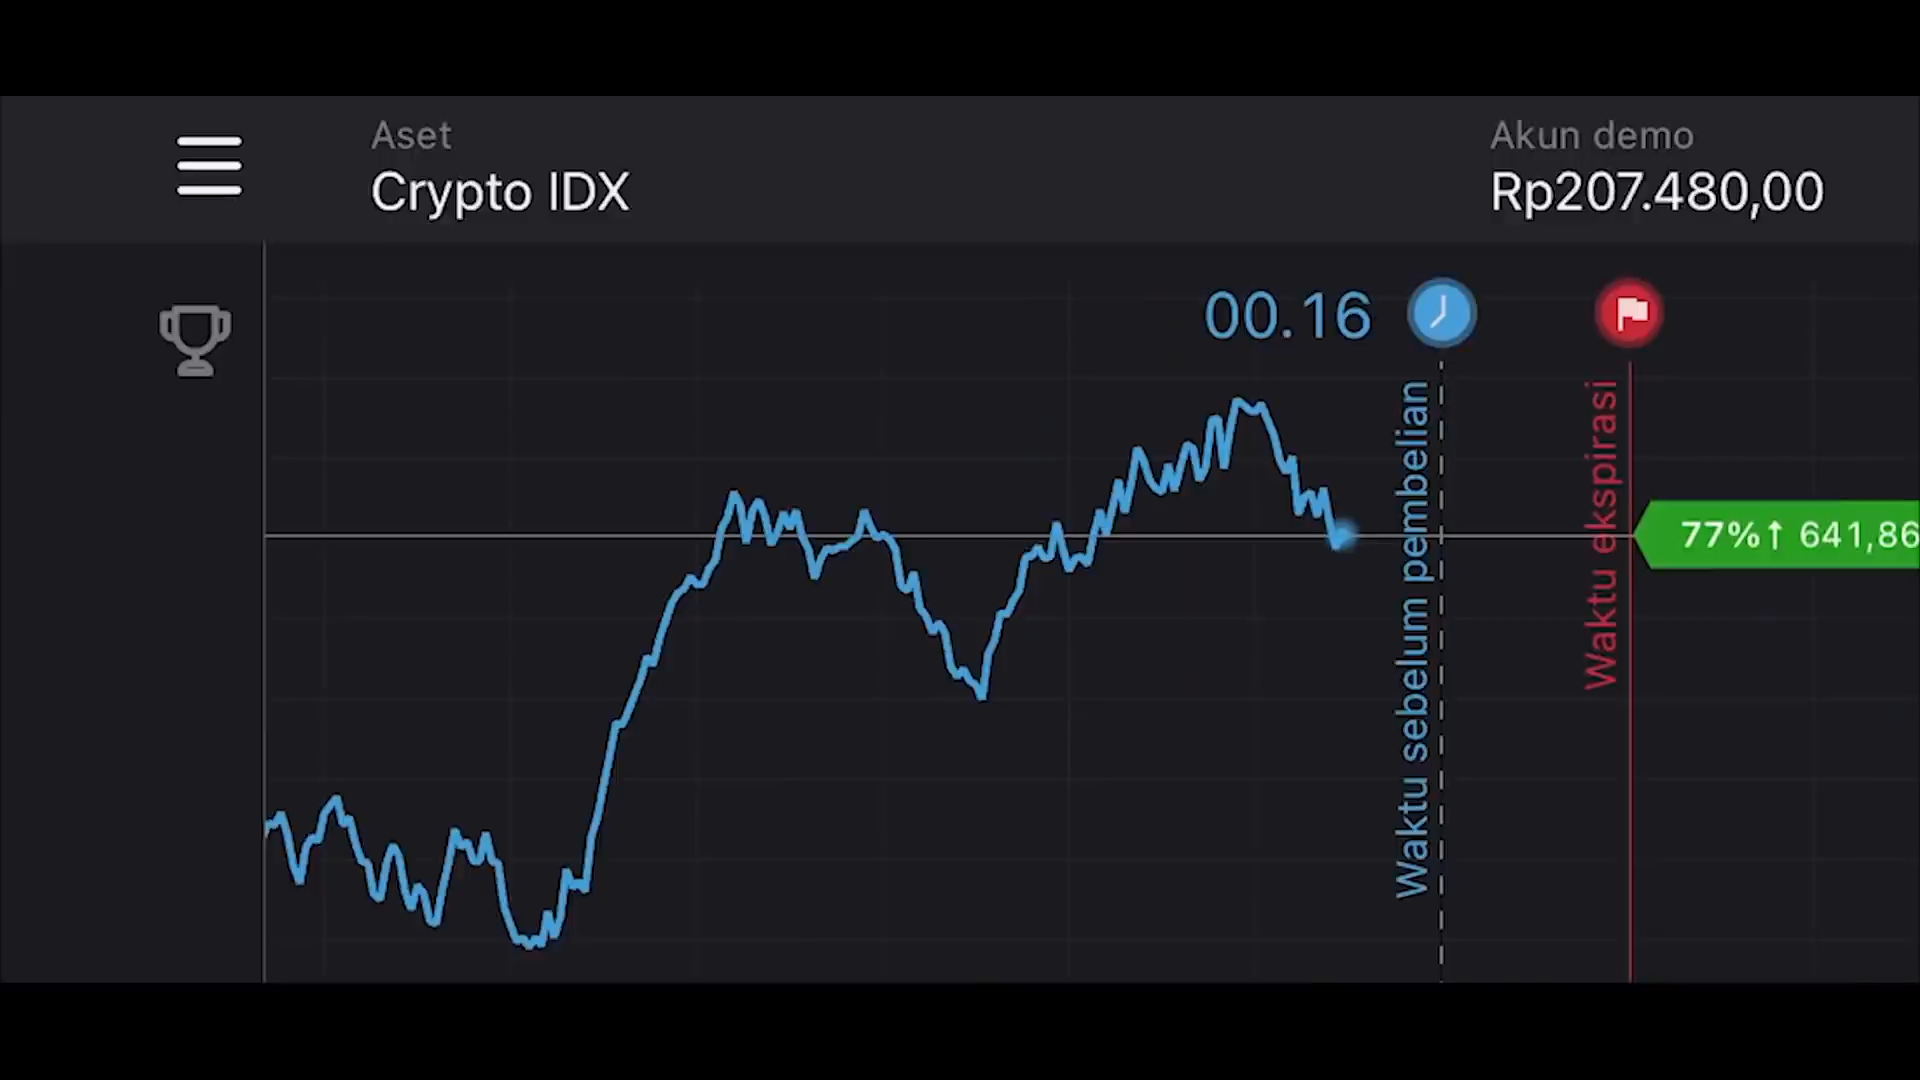 Aset
Crypto IDX
Akun demo
Rp207.480,00
00.16
Waktu sebelum pembelian
Waktu ekspirasi
77%↑ 641,86